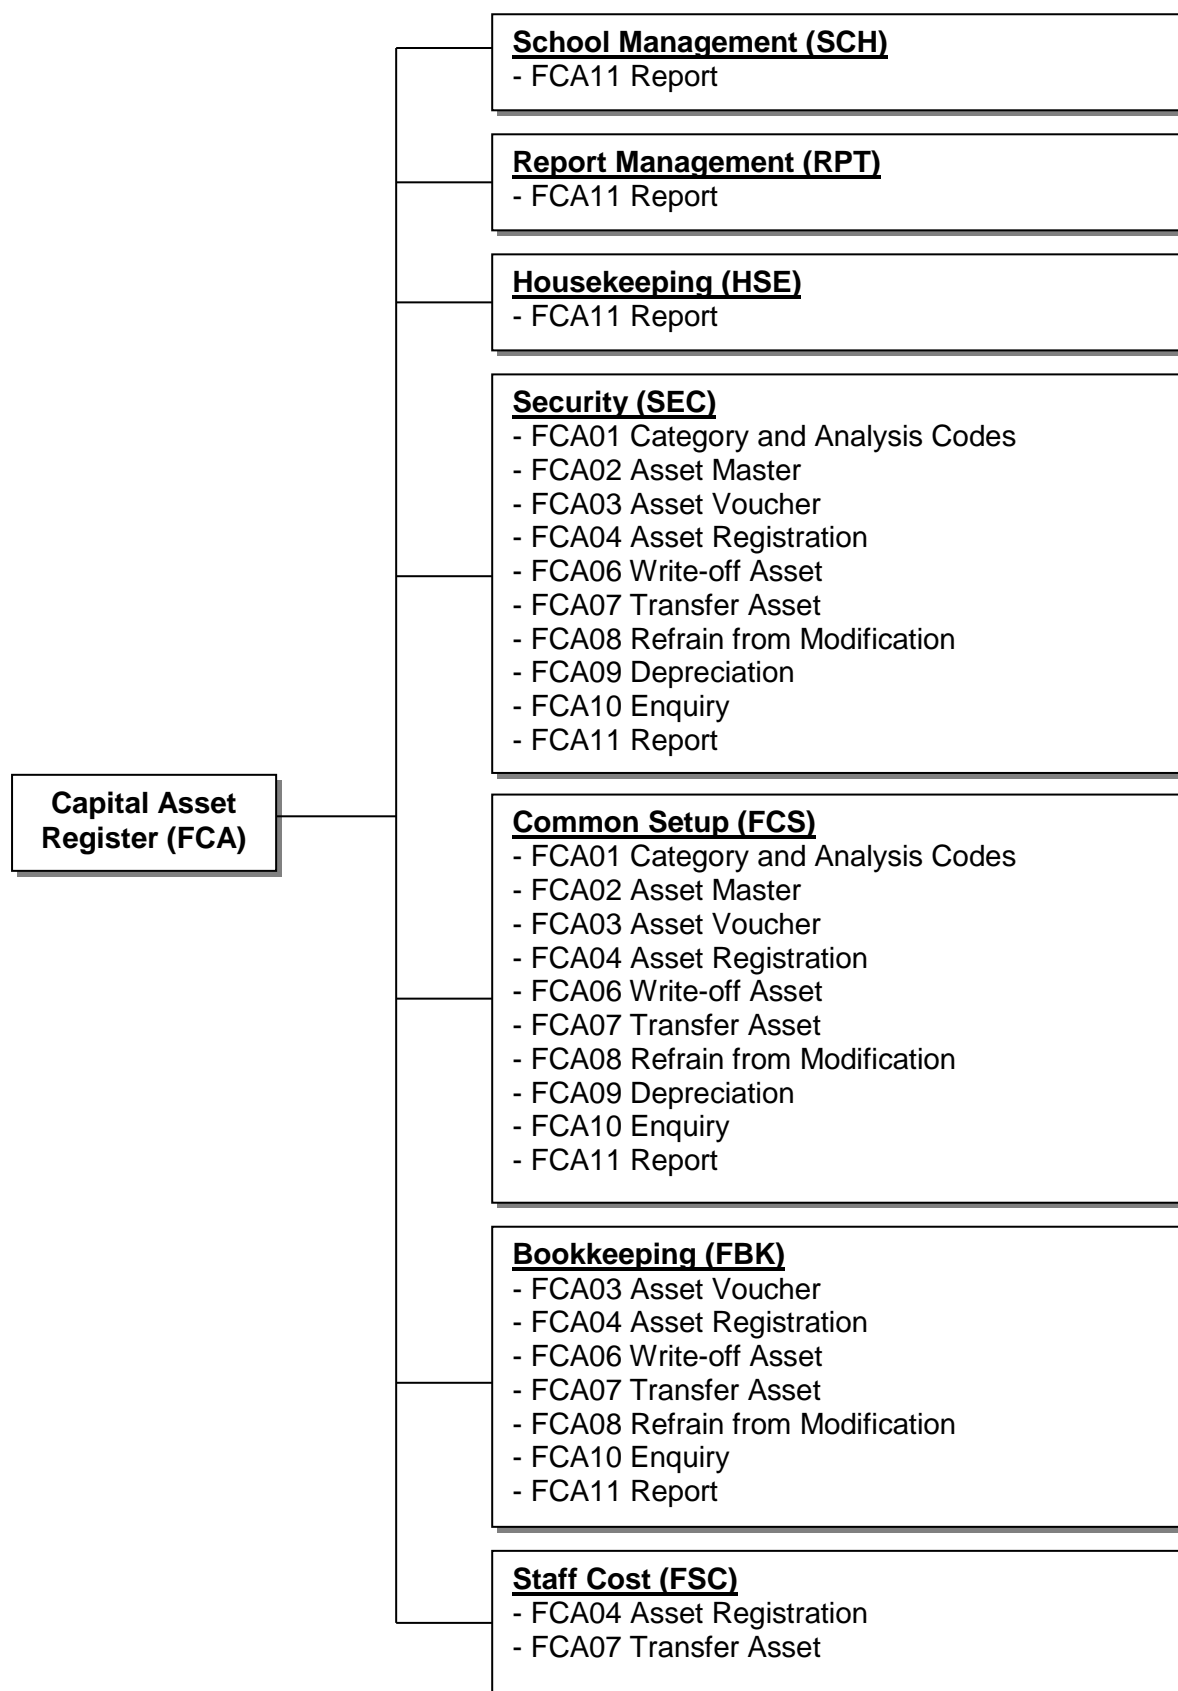 School Management (SCH)
- FCA11 Report
Report Management (RPT)
- FCA11 Report
Housekeeping (HSE)
- FCA11 Report
Security (SEC)
- FCA01 Category and Analysis Codes
- FCA02 Asset Master
- FCA03 Asset Voucher
- FCA04 Asset Registration
- FCA06 Write-off Asset
- FCA07 Transfer Asset
- FCA08 Refrain from Modification
- FCA09 Depreciation
- FCA10 Enquiry
- FCA11 Report
Capital Asset
Register (FCA)
Common Setup (FCS)
- FCA01 Category and Analysis Codes
- FCA02 Asset Master
- FCA03 Asset Voucher
- FCA04 Asset Registration
- FCA06 Write-off Asset
- FCA07 Transfer Asset
- FCA08 Refrain from Modification
- FCA09 Depreciation
- FCA10 Enquiry
- FCA11 Report
Bookkeeping (FBK)
- FCA03 Asset Voucher
- FCA04 Asset Registration
- FCA06 Write-off Asset
- FCA07 Transfer Asset
- FCA08 Refrain from Modification
- FCA10 Enquiry
- FCA11 Report
Staff Cost (FSC)
- FCA04 Asset Registration
- FCA07 Transfer Asset